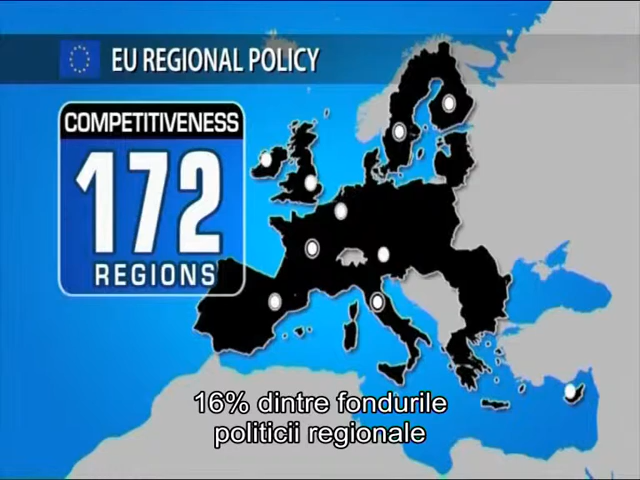 EU REGIONAL POLICY
COMPETITIVENESS
172
REGIONS
16% dintre fondurile
politicii regionale